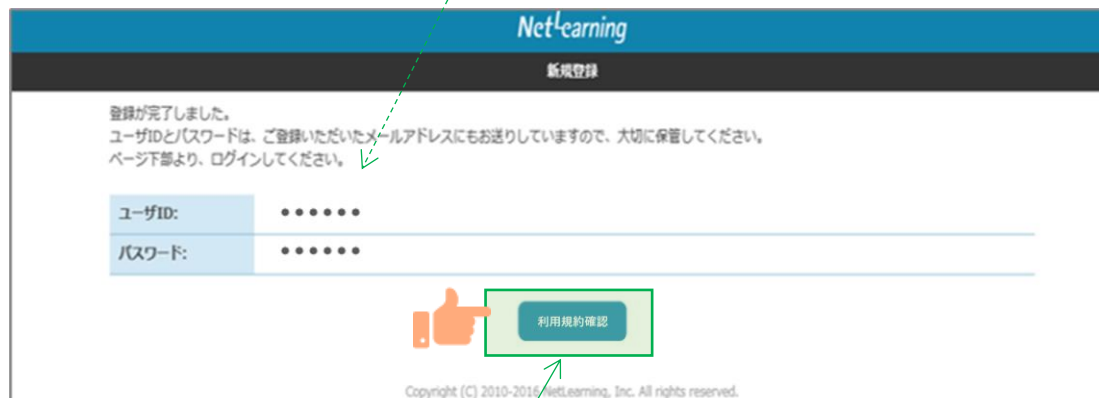 NetLearning
新規登録
登録が完了しました。
ユーザIDとパスワードは、ご登録いただいたメールアドレスにもお送りしていますので、大切に保管してください。
ページ下部より、ログインしてください。
ユーザID: ●●●●●●
パスワード: ●●●●●●
利用規約確認
Copyright (C) 2010-2016 NetLearning, Inc. All rights reserved.